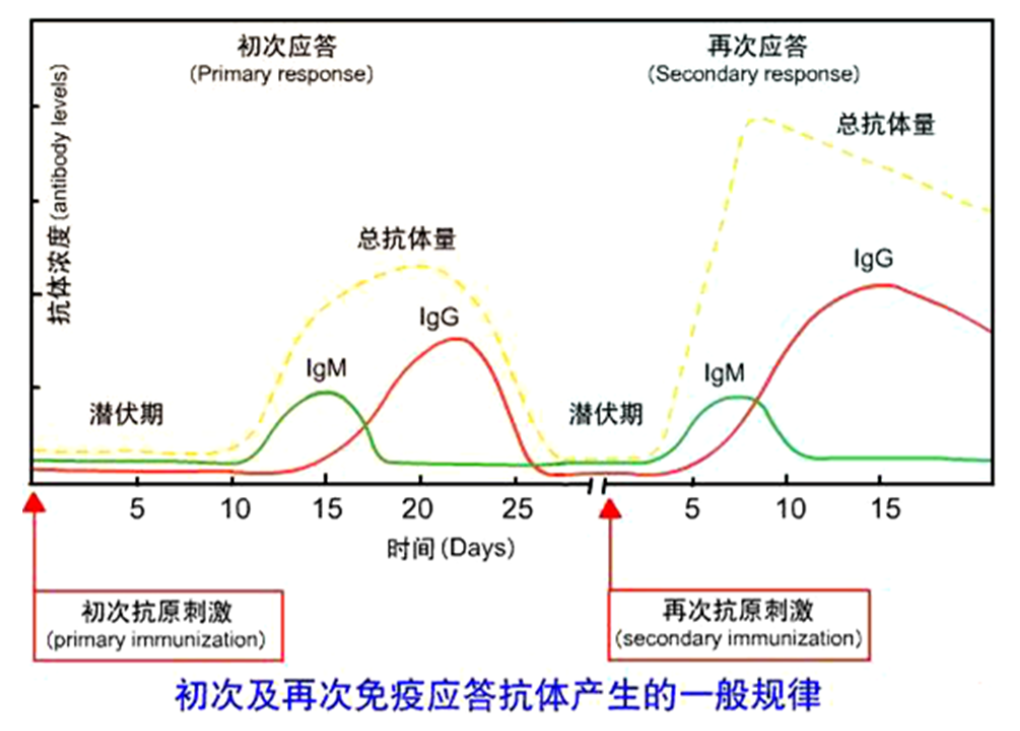 初次应答
(Primary response)
再次应答
(Secondary response)
抗体浓度(antibody levels)
总抗体量
总抗体量
IgG
IgG
IgM
IgM
潜伏期
潜伏期
5 10 15 20 25 5 10 15
时间(Days)
初次抗原刺激
(primary immunization)
再次抗原刺激
(secondary immunization)
初次及再次免疫应答抗体产生的一般规律